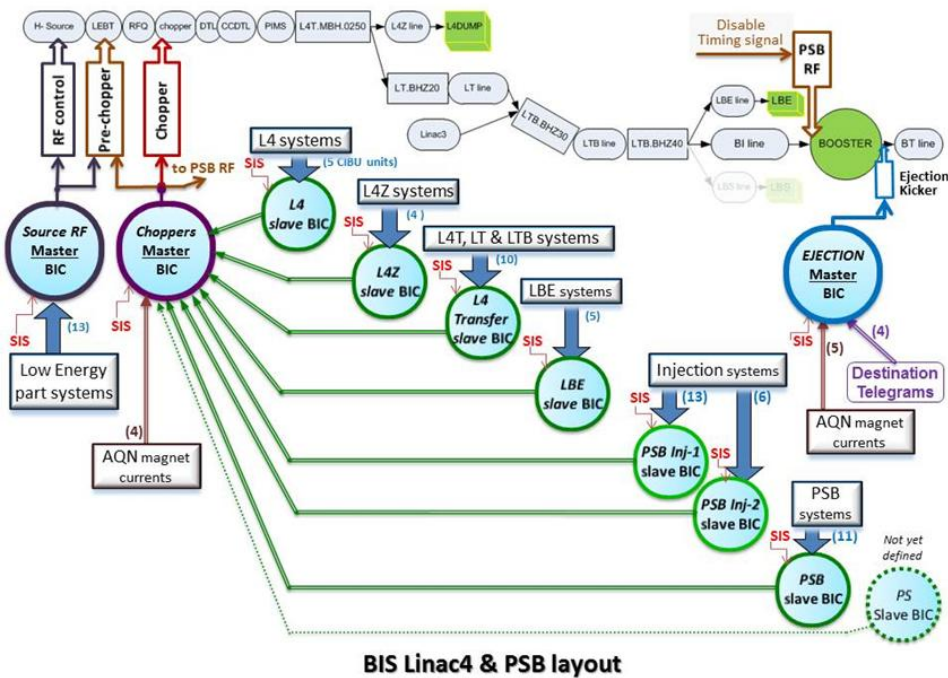 H- Source
LEBT
RFQ
chopper
DTL
CCDTL
PIMS
L4T.MBH.0250
L4Z line
L4DUMP
Disable
Timing signal
PSB
RF
RF control
Pre-chopper
Chopper
LT.BHZ20
LT line
Linac3
LTB.BHZ30
LTB line
LTB.BHZ40
LBE line
LBE
BI line
BOOSTER
BT line
LBS line
LBS
to PSB RF
Ejection
Kicker
L4 systems
(5 CIBU units)
SIS
L4
slave BIC
L4Z systems
(4 )
SIS
L4Z
slave BIC
L4T, LT & LTB systems
(10)
SIS
L4
Transfer
slave BIC
LBE systems
(5)
SIS
LBE
slave BIC
Source RF
Master
BIC
SIS
(13)
Low Energy
part systems
Choppers
Master
BIC
SIS
(4)
AQN magnet
currents
Injection systems
(13)
(6)
SIS
PSB Inj-1
slave BIC
SIS
PSB Inj-2
slave BIC
EJECTION
Master
BIC
SIS
(5)
(4)
Destination
Telegrams
AQN magnet
currents
PSB
systems
(11)
SIS
PSB
slave BIC
Not yet
defined
PS
Slave BIC
BIS Linac4 & PSB layout